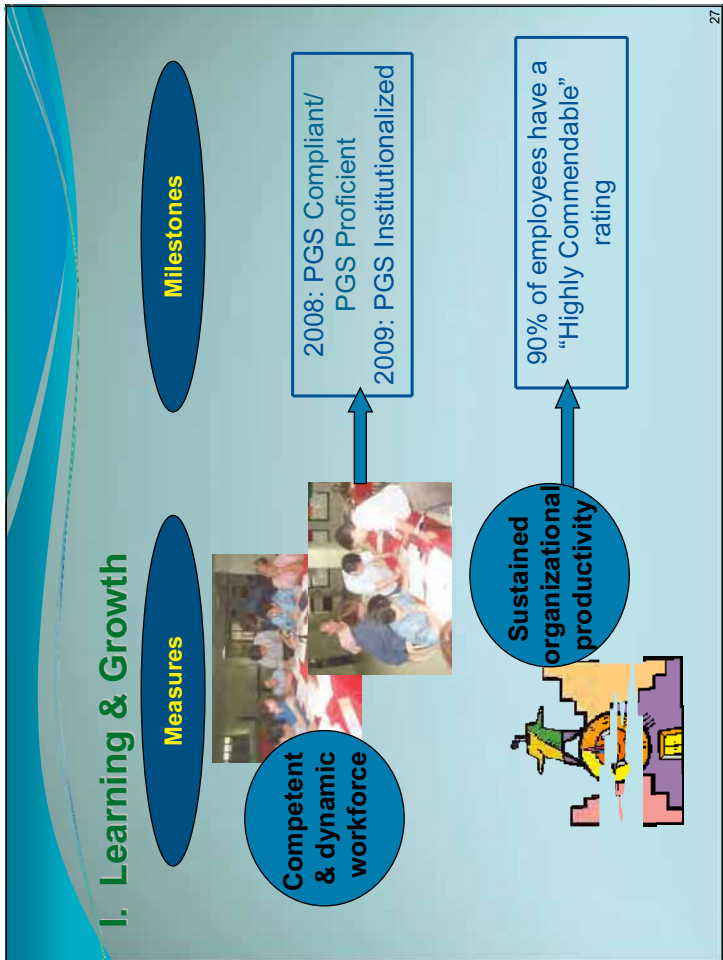 I. Learning & Growth
Measures
Milestones
Competent
& dynamic
workforce
2008: PGS Compliant/
PGS Proficient
2009: PGS Institutionalized
Sustained
organizational
productivity
90% of employees have a
“Highly Commendable”
rating
27